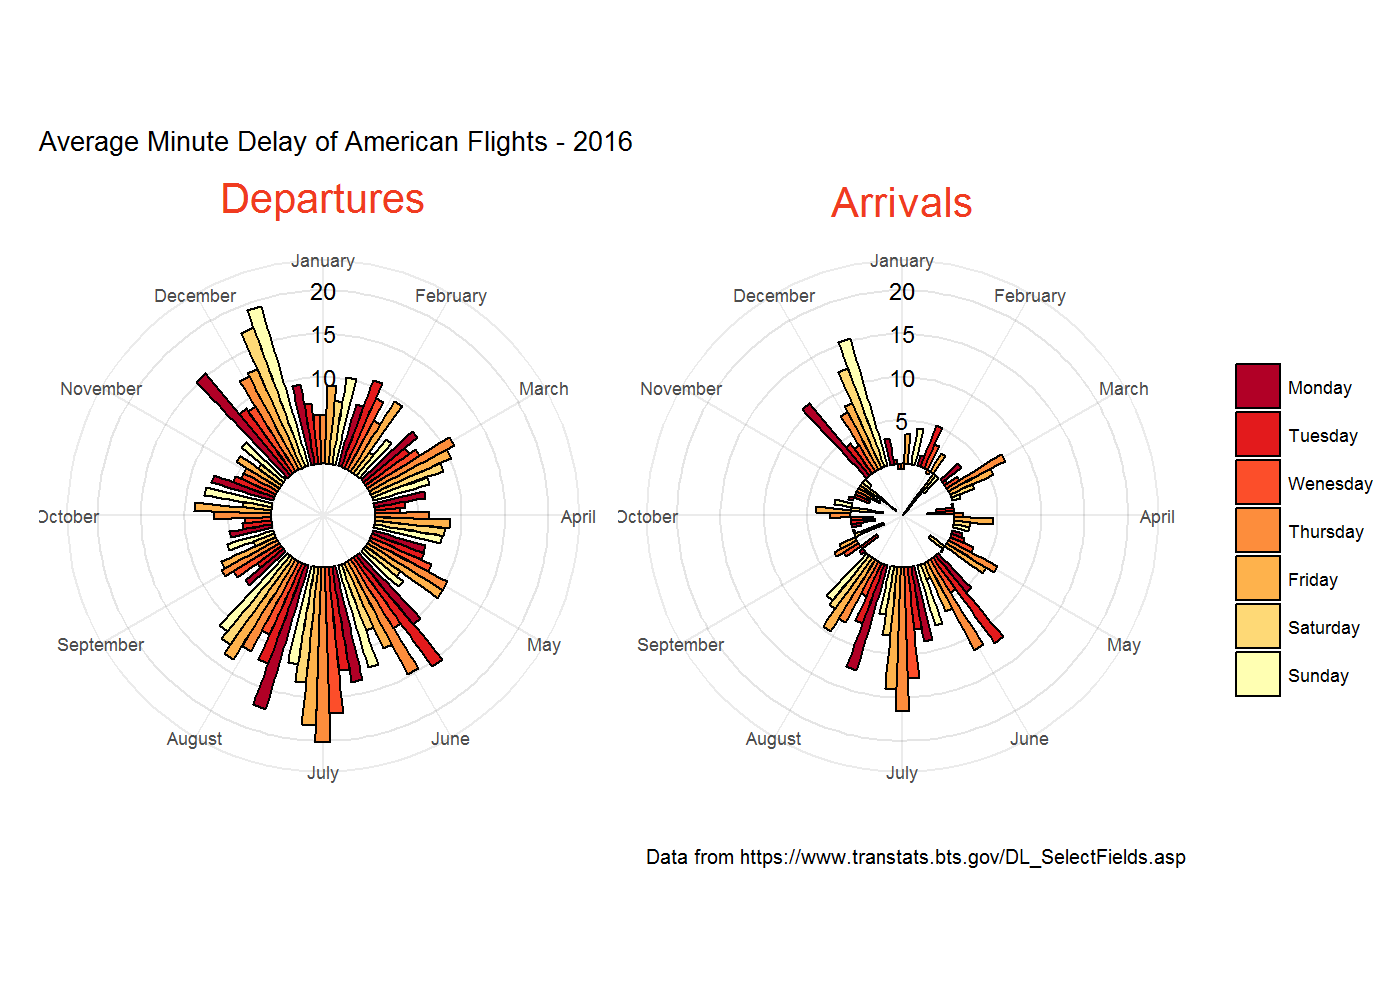 Average Minute Delay of American Flights - 2016
Departures
Arrivals
January
February
March
April
May
June
July
August
September
October
November
December
20
15
10
January
February
March
April
May
June
July
August
September
October
November
December
20
15
10
5
Monday
Tuesday
Wenesday
Thursday
Friday
Saturday
Sunday
Data from https://www.transtats.bts.gov/DL_SelectFields.asp